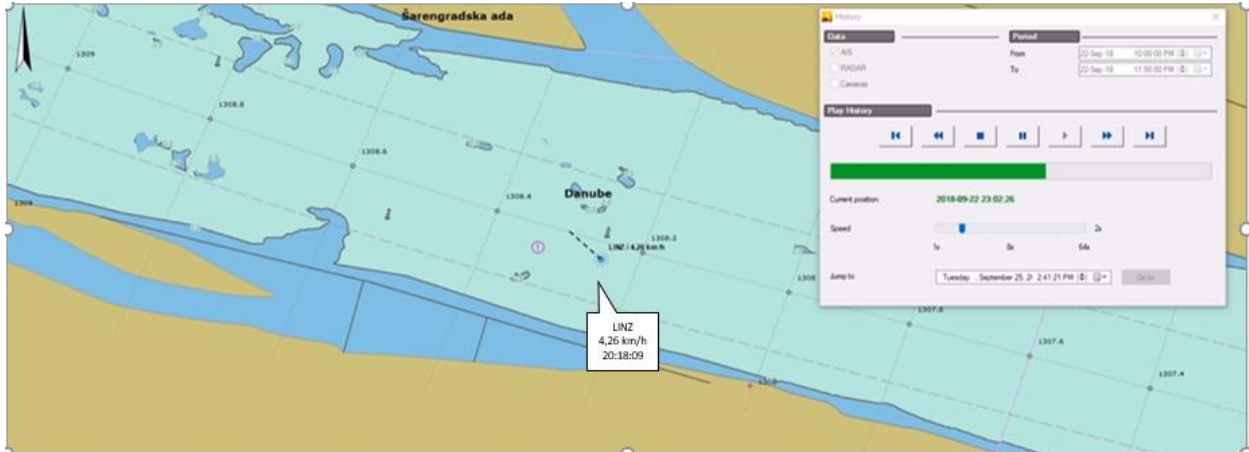 Šarengradska ada
1309
1308.8
1308.6
1308.4
1308.2
1308
1307.8
1307.6
1307.4
1309
1308
Danube
LINZ / 4,26 km/h
LINZ
4,26 km/h
20:18:09
History
Data
AIS
RADAR
Cameras
Period
From
22-Sep-18 10:00:00 PM
To
22-Sep-18 11:50:00 PM
Play History
Current position
2018-09-22 23:02:26
Speed
2x
1x
8x
64x
Jump to
Tuesday , September 25, 2( 2:41:21 PM
Go to